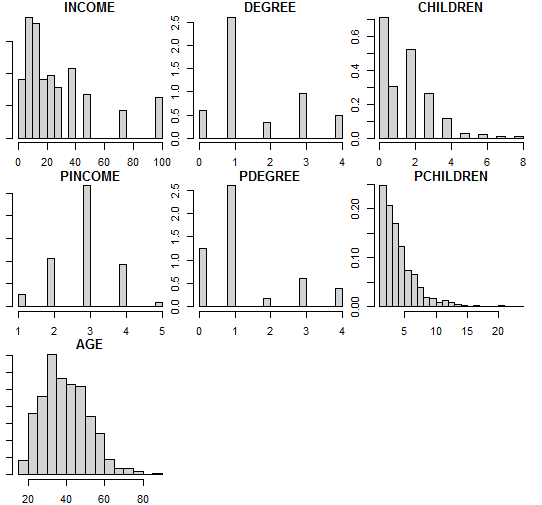 INCOME DEGREE CHILDREN
0.0 0.5 1.0 1.5 2.0 2.5
0.0 0.2 0.4 0.6
0 20 40 60 80 100
0 1 2 3 4
0 2 4 6 8
PINCOME PDEGREE PCHILDREN
0.0 0.5 1.0 1.5 2.0 2.5
0.00 0.10 0.20
1 2 3 4 5
0 1 2 3 4
5 10 15 20
AGE
20 40 60 80